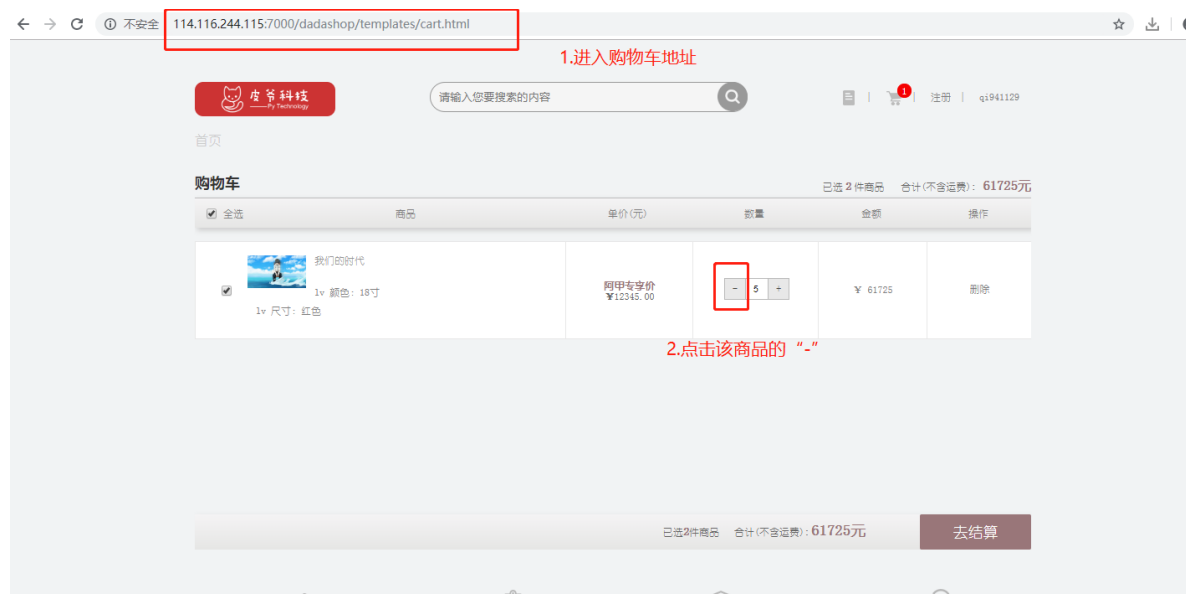 不安全 114.116.244.115:7000/dadashop/templates/cart.html
1.进入购物车地址
皮爷科技
Py Technology
请输入您要搜索的内容
1
注册
qi941129
首页
购物车
已选 2 件商品 合计(不含运费): 61725元
全选 商品 单价(元) 数量 金额 操作
我们的时代
lv 颜色: 18寸
lv 尺寸: 红色
阿甲专享价
¥12345.00
- 5 +
¥ 61725
删除
2.点击该商品的“-”
已选2件商品 合计(不含运费): 61725元
去结算